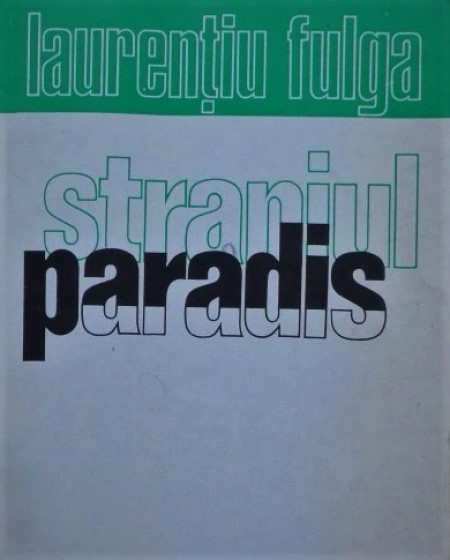 laurențiu fulga
straniul
paradis